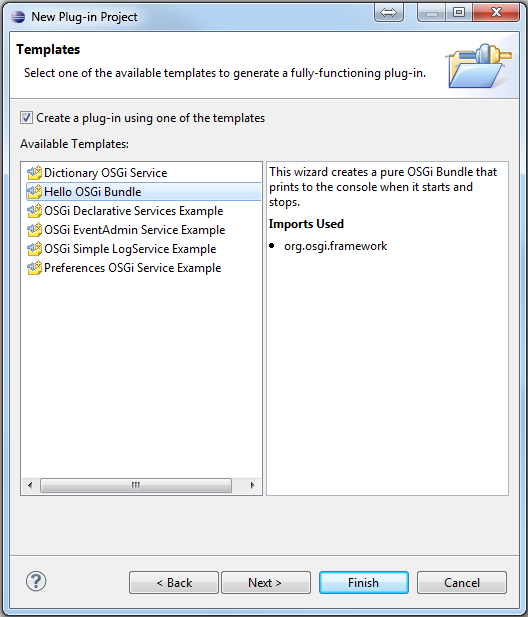 New Plug-in Project
Templates
Select one of the available templates to generate a fully-functioning plug-in.
Create a plug-in using one of the templates
Available Templates:
Dictionary OSGi Service
Hello OSGi Bundle
OSGi Declarative Services Example
OSGi EventAdmin Service Example
OSGi Simple LogService Example
Preferences OSGi Service Example
This wizard creates a pure OSGi Bundle that
prints to the console when it starts and
stops.
Imports Used
org.osgi.framework
?
< Back
Next >
Finish
Cancel